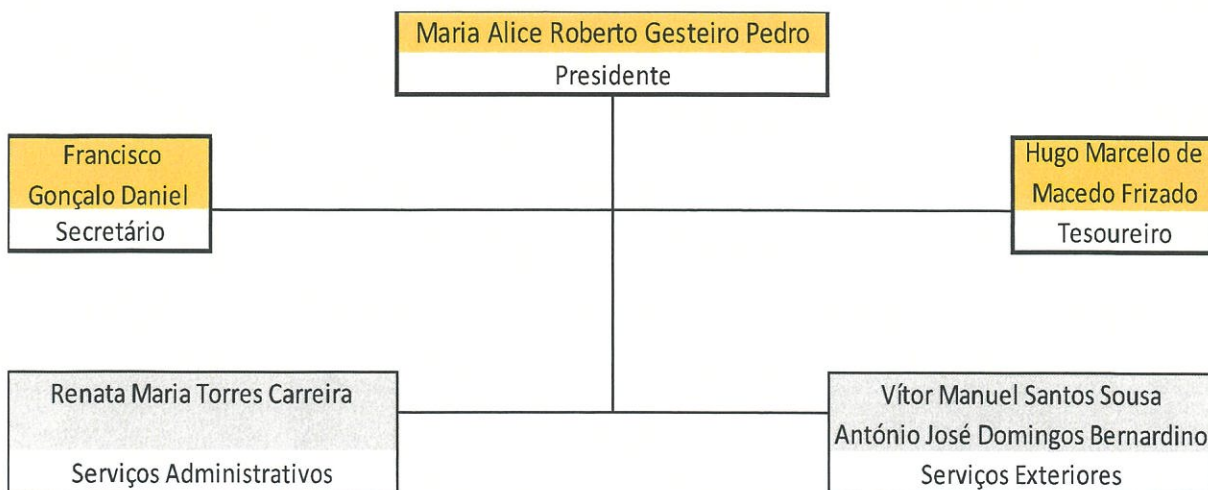 Maria Alice Roberto Gesteiro Pedro
Presidente
Francisco
Gonçalo Daniel
Secretário
Hugo Marcelo de
Macedo Frizado
Tesoureiro
Renata Maria Torres Carreira
Serviços Administrativos
Vítor Manuel Santos Sousa
António José Domingos Bernardino
Serviços Exteriores